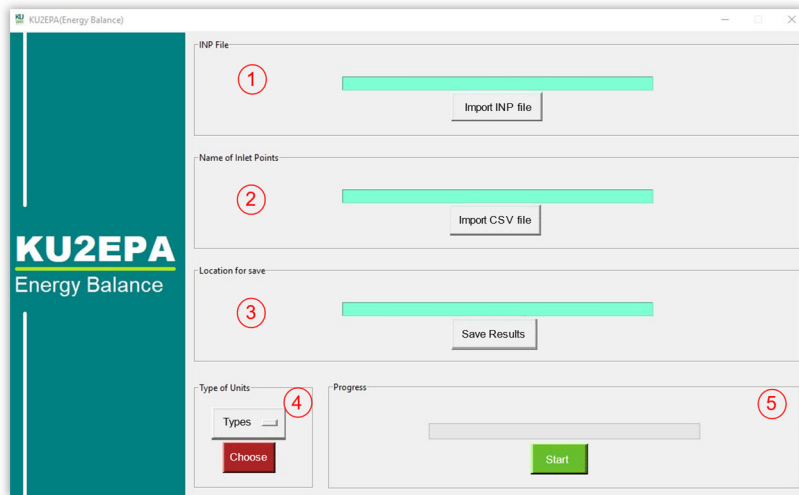 KU2EPA(Energy Balance)
INP File
1
Import INP file
Name of Inlet Points
2
Import CSV file
KU2EPA
Energy Balance
Location for save
3
Save Results
Type of Units
4
Types
Choose
Progress
5
Start